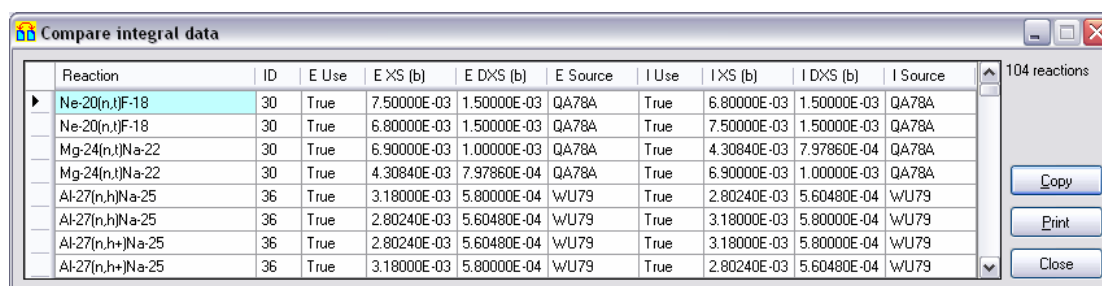 Compare integral data
Reaction ID E Use E XS (b) E DXS (b) E Source I Use I XS (b) I DXS (b) I Source
104 reactions
Ne-20(n,t)F-18 30 True 7.50000E-03 1.50000E-03 QA78A True 6.80000E-03 1.50000E-03 QA78A
Ne-20(n,t)F-18 30 True 6.80000E-03 1.50000E-03 QA78A True 7.50000E-03 1.50000E-03 QA78A
Mg-24(n,t)Na-22 30 True 6.90000E-03 1.00000E-03 QA78A True 4.30840E-03 7.97860E-04 QA78A
Mg-24(n,t)Na-22 30 True 4.30840E-03 7.97860E-04 QA78A True 6.90000E-03 1.00000E-03 QA78A
Al-27(n,h)Na-25 36 True 3.18000E-03 5.80000E-04 WU79 True 2.80240E-03 5.60480E-04 WU79
Al-27(n,h)Na-25 36 True 2.80240E-03 5.60480E-04 WU79 True 3.18000E-03 5.80000E-04 WU79
Al-27(n,h+)Na-25 36 True 2.80240E-03 5.60480E-04 WU79 True 3.18000E-03 5.80000E-04 WU79
Al-27(n,h+)Na-25 36 True 3.18000E-03 5.80000E-04 WU79 True 2.80240E-03 5.60480E-04 WU79
Copy
Print
Close